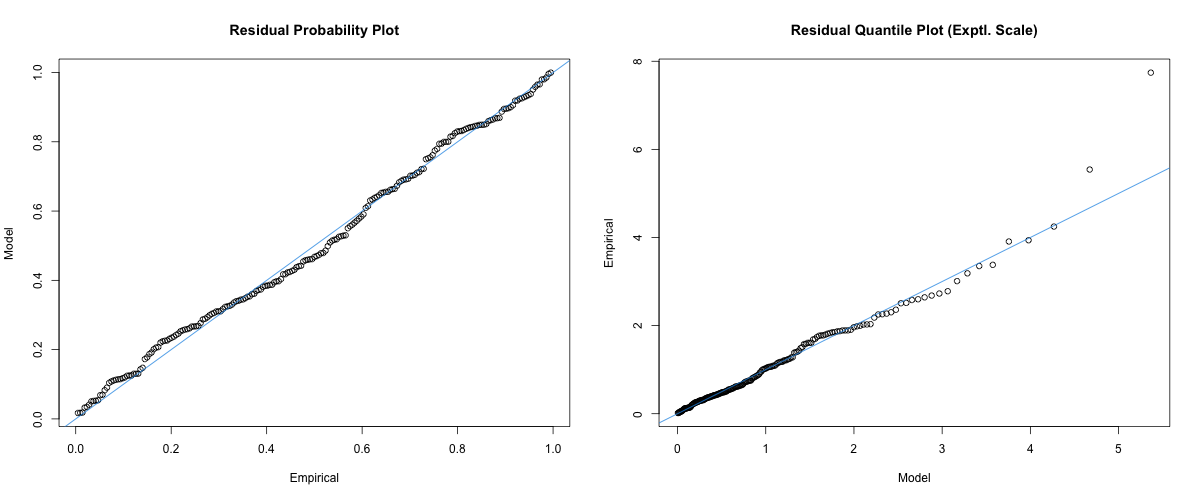 Residual Probability Plot
Model
0.0 0.2 0.4 0.6 0.8 1.0
0.0 0.2 0.4 0.6 0.8 1.0
Empirical
Residual Quantile Plot (Exptl. Scale)
Empirical
0 2 4 6 8
0 1 2 3 4 5
Model